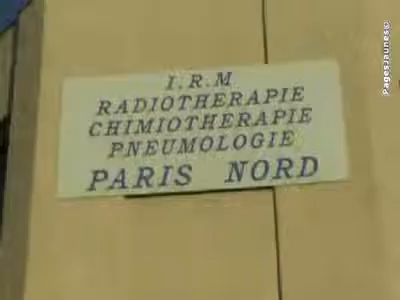 I.R.M
RADIOTHERAPIE
CHIMIOTHERAPIE
PNEUMOLOGIE
PARIS NORD
PagesJaunes©